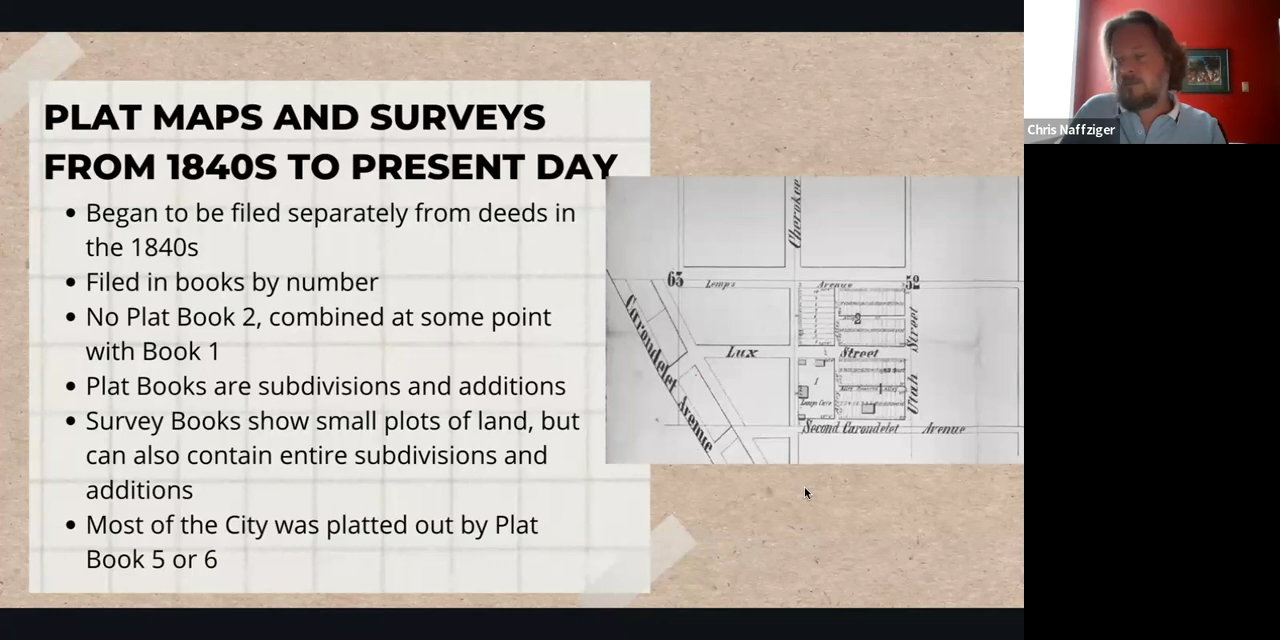 PLAT MAPS AND SURVEYS
FROM 1840S TO PRESENT DAY
• Began to be filed separately from deeds in
the 1840s
• Filed in books by number
• No Plat Book 2, combined at some point
with Book 1
• Plat Books are subdivisions and additions
• Survey Books show small plots of land, but
can also contain entire subdivisions and
additions
• Most of the City was platted out by Plat
Book 5 or 6
Cherokee
63
Lemp's Avenue
Carondelet Avenue
Lux Street
2
1
1
Utah Street
Second Carondelet Avenue
Chris Naffziger